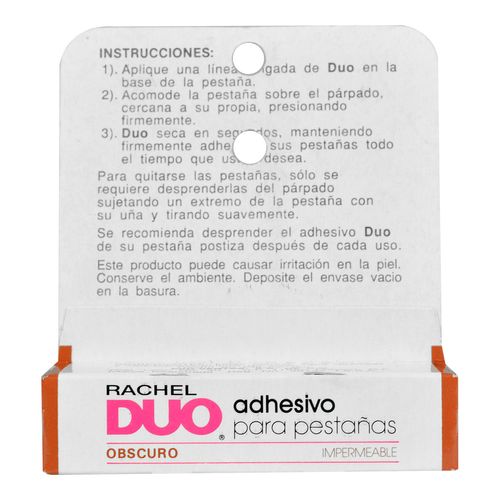 INSTRUCCIONES:
1). Aplique una línea de Duo en la
base de la pestaña.
2). Acomode la pestaña sobre el párpado,
cercana a su propia, presionando
firmemente.
3). Duo seca en segundos, manteniendo
firmemente sus pestañas todo
el tiempo que desea.
Para quitarse las pestañas, sólo se
requiere desprenderlas del párpado
sujetando un extremo de la pestaña con
su uña y tirando suavemente.
Se recomienda desprender el adhesivo Duo
de su pestaña postiza después de cada uso.
Este producto puede causar irritación en la piel.
Conserve el ambiente. Deposite el envase vacio
en la basura.
RACHEL
DUO® adhesivo
para pestañas
OBSCURO IMPERMEABLE